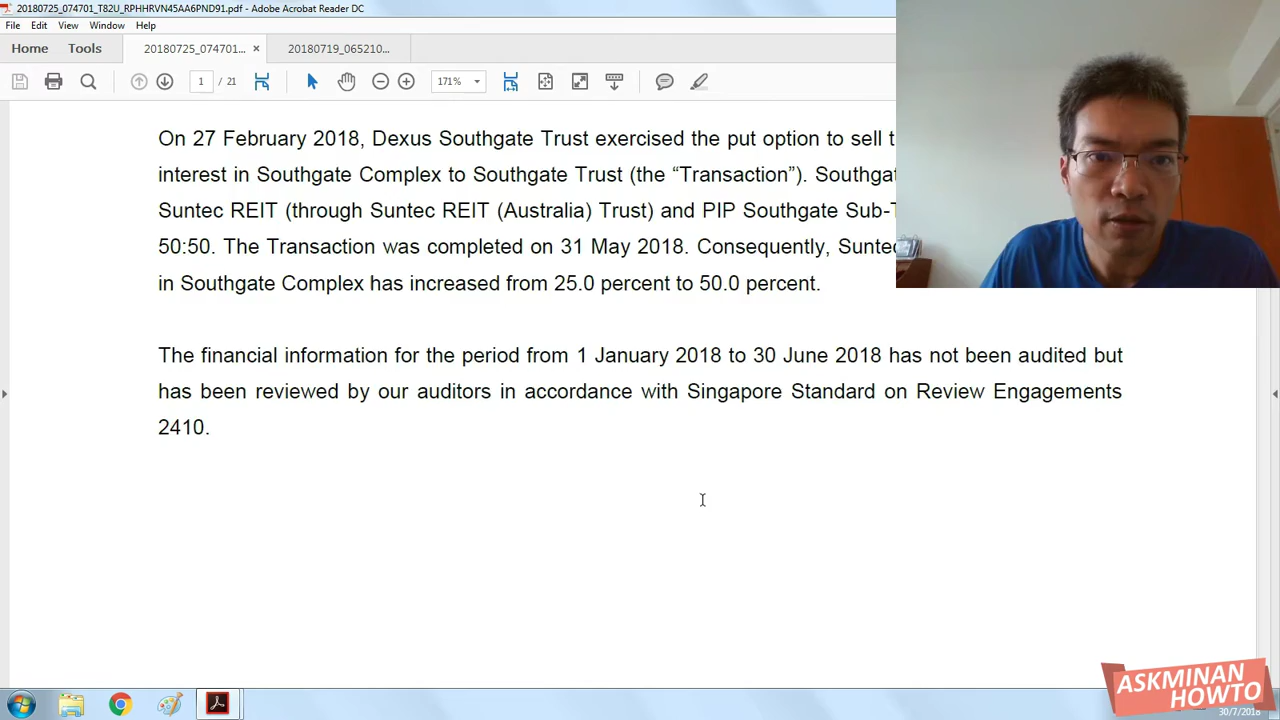 20180725_074701_T82U_RPHHRVN45AA6PND91.pdf - Adobe Acrobat Reader DC
File Edit View Window Help
Home Tools 20180725_074701... × 20180719_065210...
1 / 21 171%
On 27 February 2018, Dexus Southgate Trust exercised the put option to sell
interest in Southgate Complex to Southgate Trust (the “Transaction”).
Suntec REIT (through Suntec REIT (Australia) Trust) and PIP Southgate
50:50. The Transaction was completed on 31 May 2018. Consequently,
in Southgate Complex has increased from 25.0 percent to 50.0 percent.
The financial information for the period from 1 January 2018 to 30 June 2018 has not been audited but
has been reviewed by our auditors in accordance with Singapore Standard on Review Engagements
2410.
ASKMINAN
HOWTO
30/7/2018